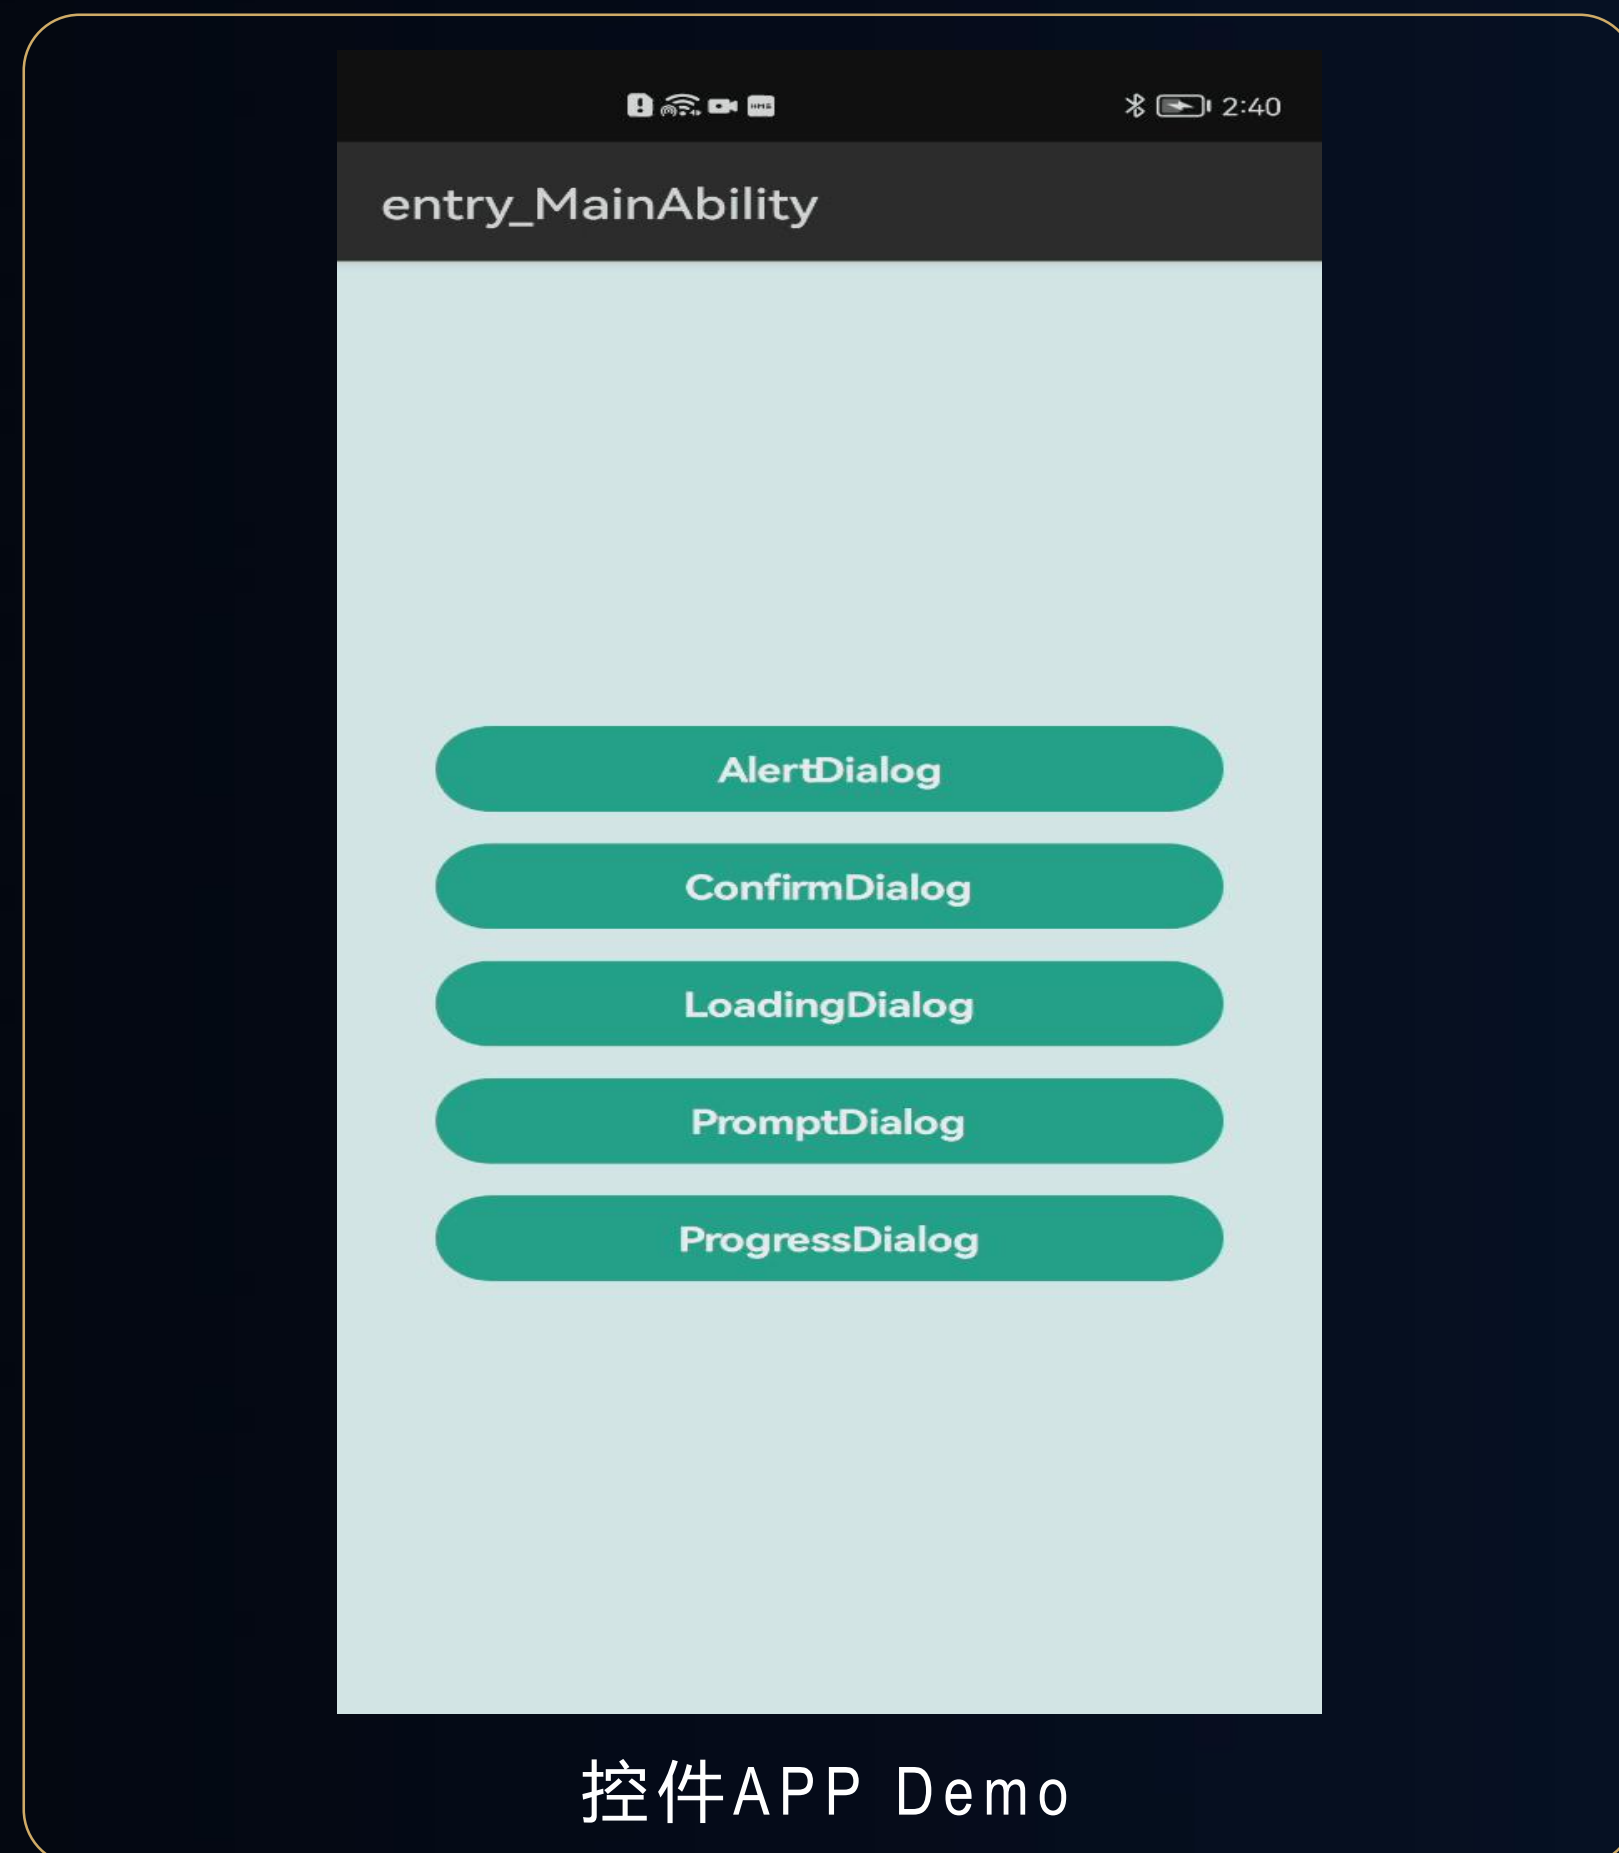 2:40
entry_MainAbility
AlertDialog
ConfirmDialog
LoadingDialog
PromptDialog
ProgressDialog
控件APP Demo